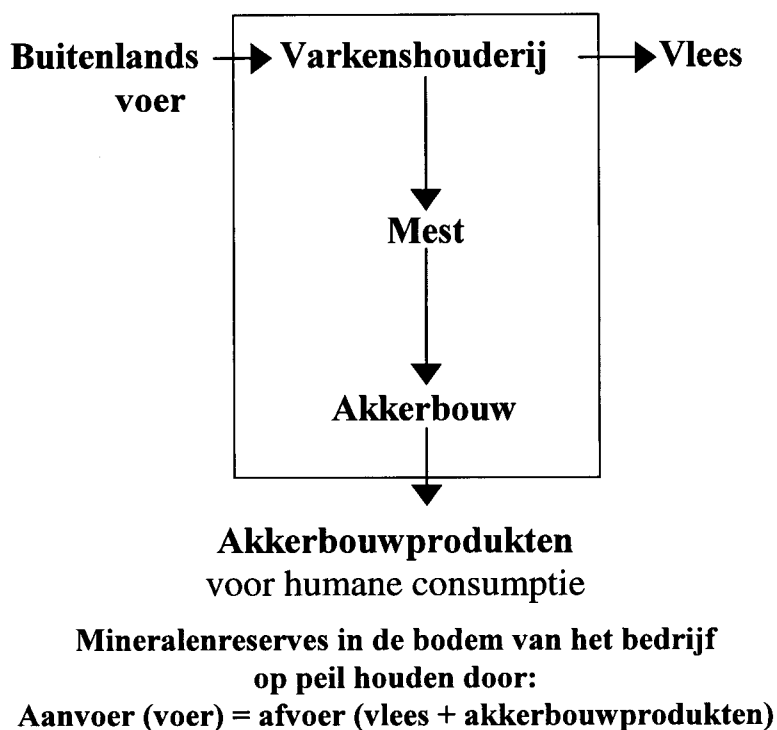 Buitenlands Varkenshouderij Vlees
voer
Mest
Akkerbouw
Akkerbouwprodukten
voor humane consumptie
Mineralenreserves in de bodem van het bedrijf
op peil houden door:
Aanvoer (voer) = afvoer (vlees + akkerbouwprodukten)